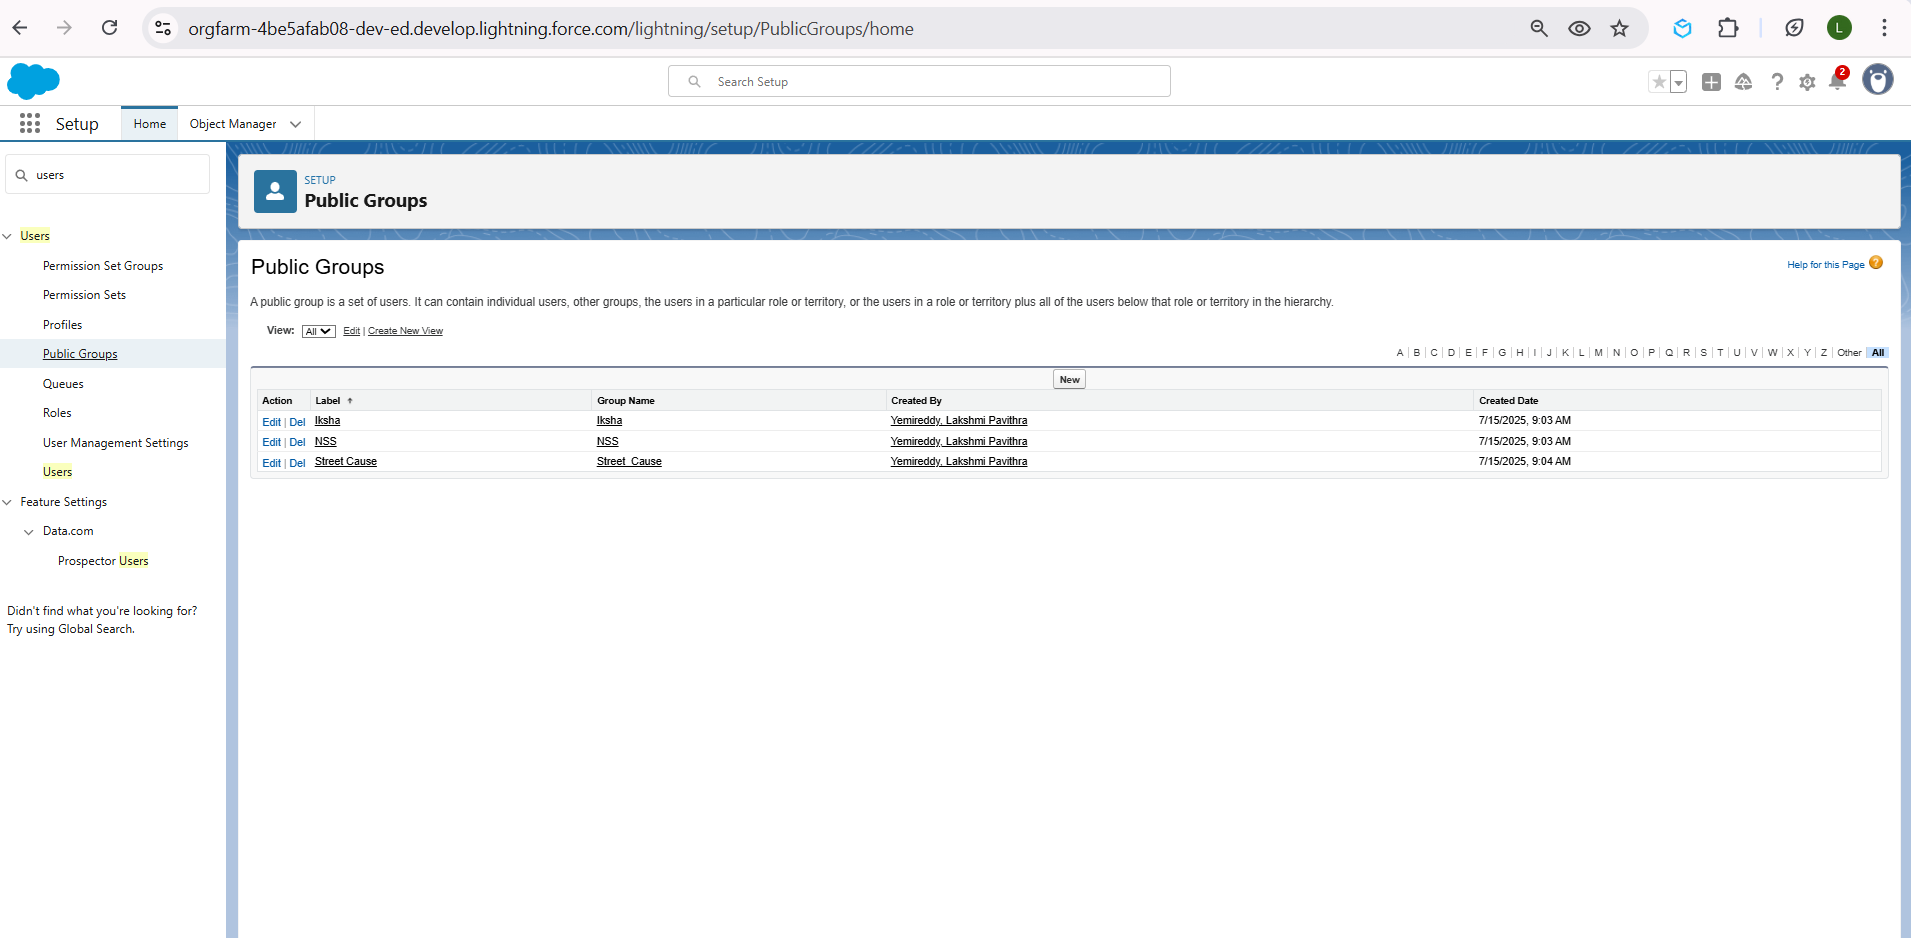 orgfarm-4be5afab08-dev-ed.develop.lightning.force.com/lightning/setup/PublicGroups/home
L
Search Setup
2
Setup
Home
Object Manager
users
SETUP
Public Groups
Users
Permission Set Groups
Permission Sets
Profiles
Public Groups
Queues
Roles
User Management Settings
Users
Feature Settings
Data.com
Prospector Users
Didn't find what you're looking for?
Try using Global Search.
Public Groups
Help for this Page ?
A public group is a set of users. It can contain individual users, other groups, the users in a particular role or territory, or the users in a role or territory plus all of the users below that role or territory in the hierarchy.
View: All Edit | Create New View
A | B | C | D | E | F | G | H | I | J | K | L | M | N | O | P | Q | R | S | T | U | V | W | X | Y | Z | Other | All
New
Action Label Group Name Created By Created Date
Edit | Del Iksha Iksha Yemireddy, Lakshmi Pavithra 7/15/2025, 9:03 AM
Edit | Del NSS NSS Yemireddy, Lakshmi Pavithra 7/15/2025, 9:03 AM
Edit | Del Street Cause Street_Cause Yemireddy, Lakshmi Pavithra 7/15/2025, 9:04 AM